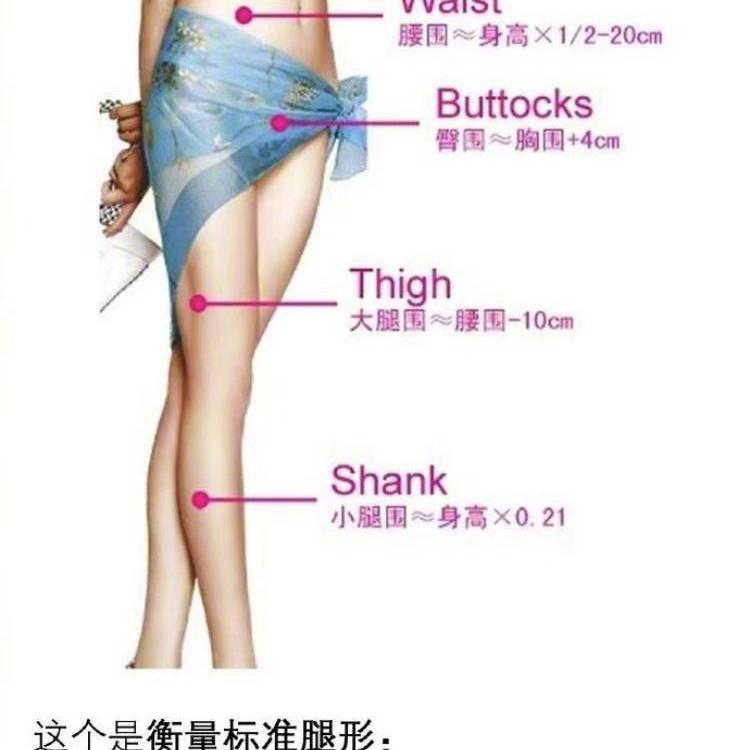 Waist
腰围≈身高×1/2-20cm
Buttocks
臀围≈胸围+4cm
Thigh
大腿围≈腰围-10cm
Shank
小腿围≈身高×0.21
这个是衡量标准腿形：